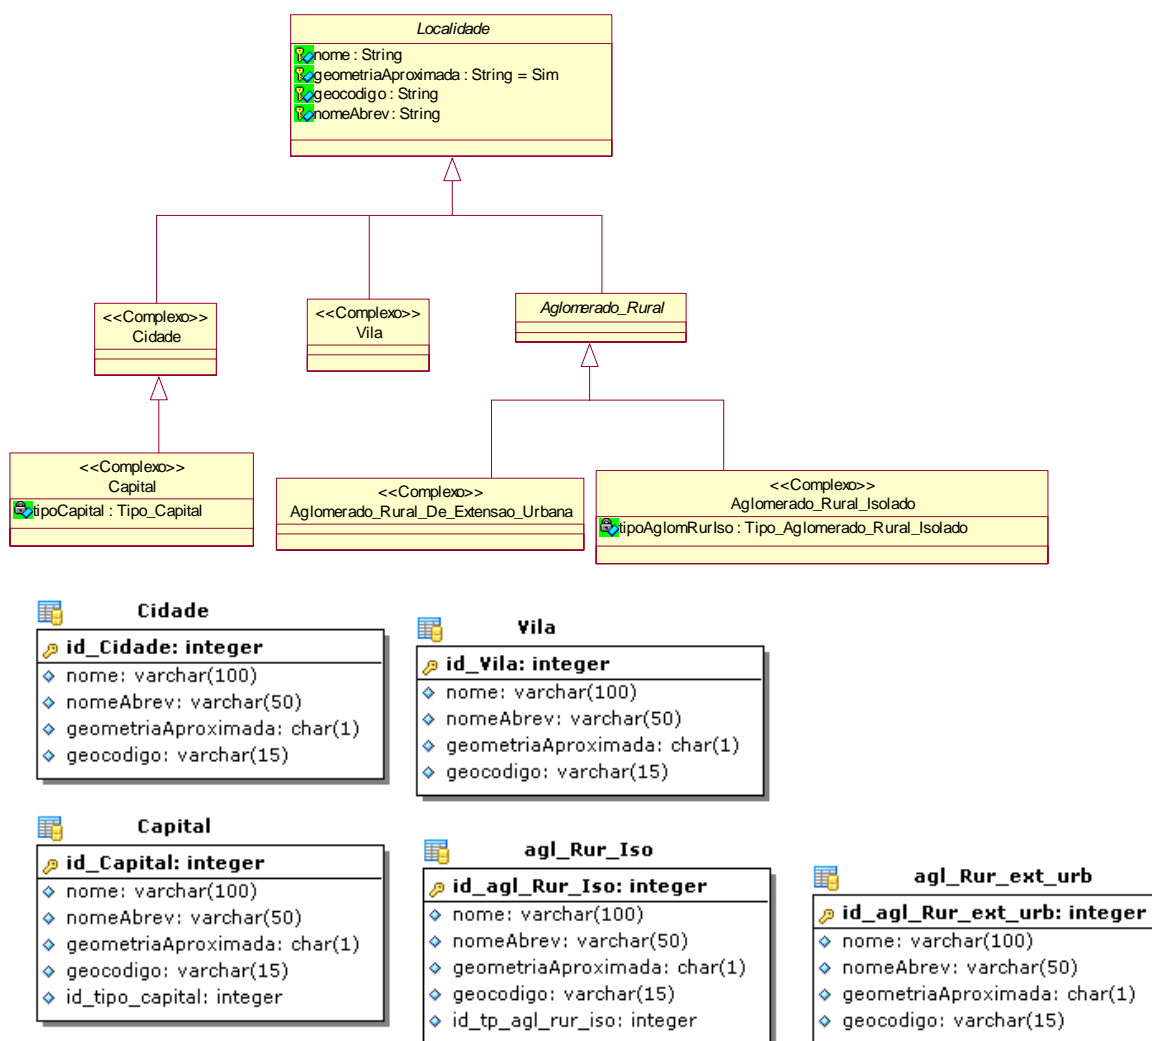 Localidade
nome : String
geometriaAproximada : String = Sim
geocodigo : String
nomeAbrev : String
<<Complexo>>
Cidade
<<Complexo>>
Vila
Aglomerado_Rural
<<Complexo>>
Capital
tipoCapital : Tipo_Capital
<<Complexo>>
Aglomerado_Rural_De_Extensao_Urbana
<<Complexo>>
Aglomerado_Rural_Isolado
tipoAglomRurIso : Tipo_Aglomerado_Rural_Isolado
Cidade
id_Cidade: integer
nome: varchar(100)
nomeAbrev: varchar(50)
geometriaAproximada: char(1)
geocodigo: varchar(15)
Vila
id_Vila: integer
nome: varchar(100)
nomeAbrev: varchar(50)
geometriaAproximada: char(1)
geocodigo: varchar(15)
Capital
id_Capital: integer
nome: varchar(100)
nomeAbrev: varchar(50)
geometriaAproximada: char(1)
geocodigo: varchar(15)
id_tipo_capital: integer
agl_Rur_Iso
id_agl_Rur_Iso: integer
nome: varchar(100)
nomeAbrev: varchar(50)
geometriaAproximada: char(1)
geocodigo: varchar(15)
id_tp_agl_rur_iso: integer
agl_Rur_ext_urb
id_agl_Rur_ext_urb: integer
nome: varchar(100)
nomeAbrev: varchar(50)
geometriaAproximada: char(1)
geocodigo: varchar(15)